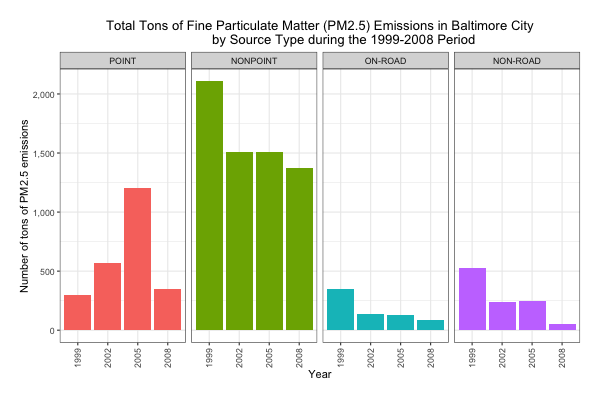 Total Tons of Fine Particulate Matter (PM2.5) Emissions in Baltimore City
by Source Type during the 1999-2008 Period
POINT NONPOINT ON-ROAD NON-ROAD
Number of tons of PM2.5 emissions
2,000
1,500
1,000
500
0
1999 2002 2005 2008 1999 2002 2005 2008 1999 2002 2005 2008 1999 2002 2005 2008
Year